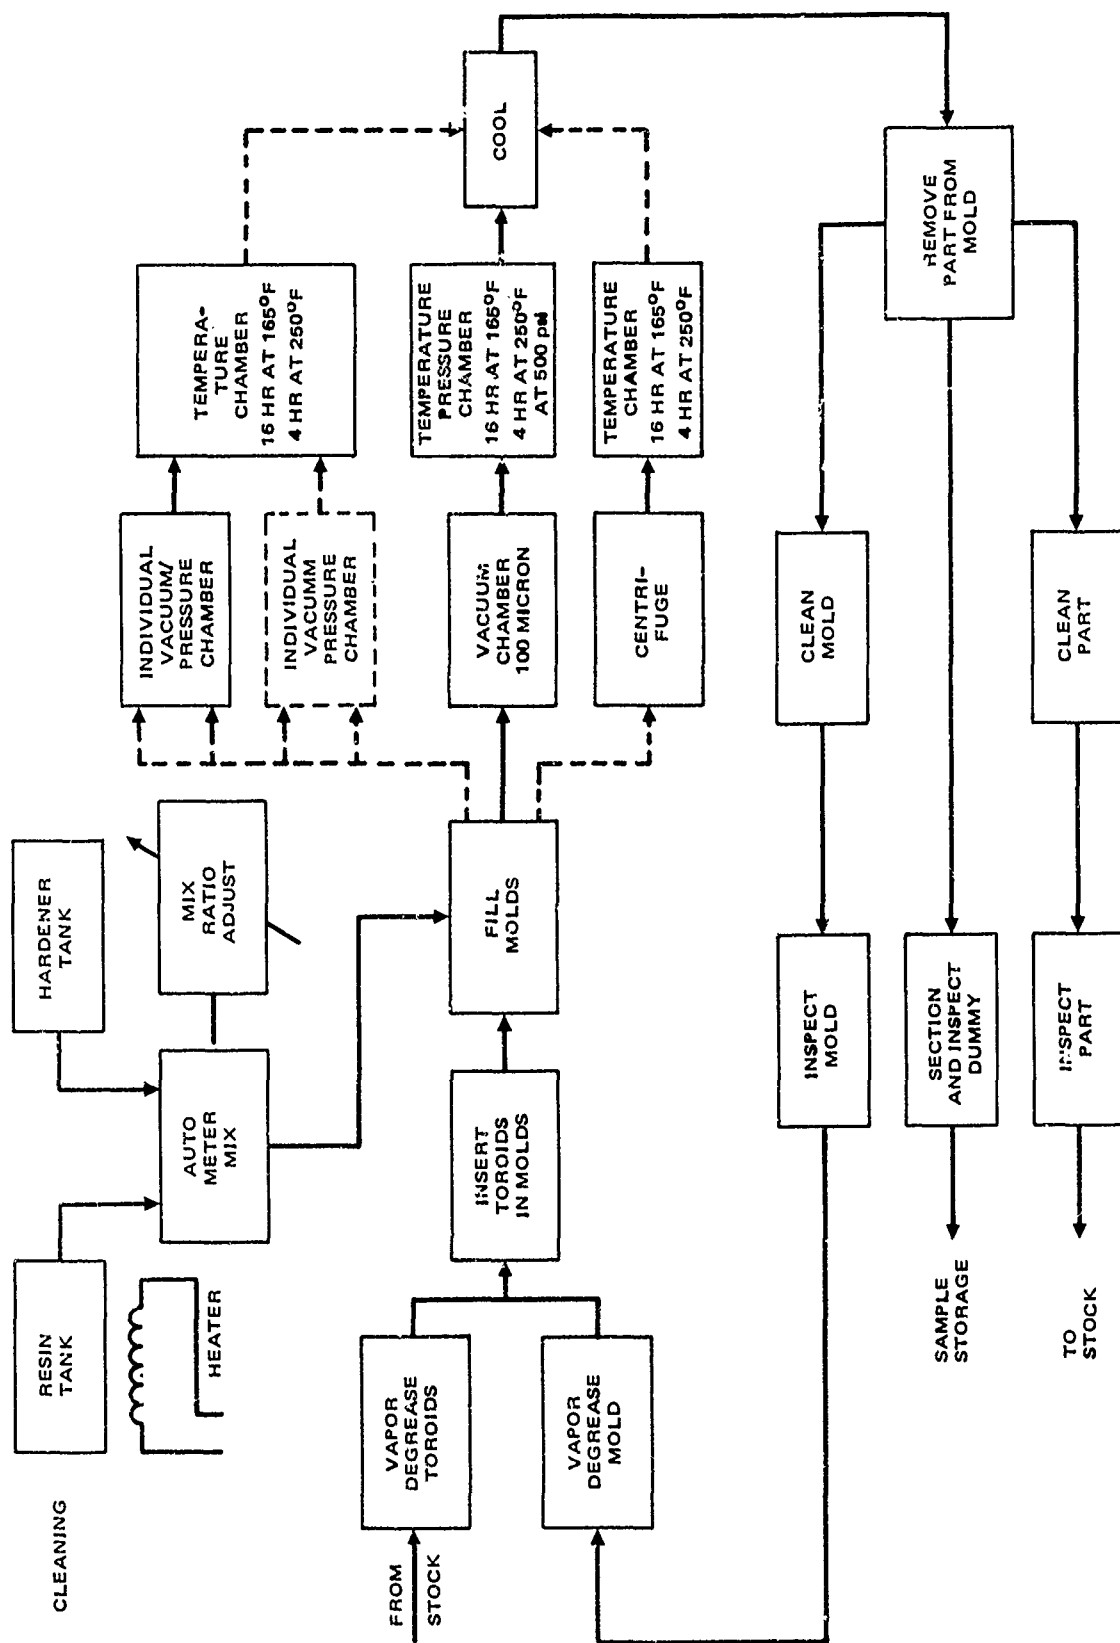 CLEANING
RESIN
TANK
HEATER
HARDENER
TANK
AUTO
METER
MIX
MIX
RATIO
ADJUST
FROM
STOCK
VAPOR
DEGREASE
TOROIDS
VAPOR
DEGREASE
MOLD
INSERT
TOROIDS
IN MOLDS
FILL
MOLDS
INDIVIDUAL
VACUUM/
PRESSURE
CHAMBER
INDIVIDUAL
VACUMM
PRESSURE
CHAMBER
VACUUM
CHAMBER
100 MICRON
CENTRI-
FUGE
TEMPERA-
TURE
CHAMBER
16 HR AT 165°F
4 HR AT 250°F
TEMPERATURE
PRESSURE
CHAMBER
16 HR AT 165°F
4 HR AT 250°F
AT 500 psi
TEMPERATURE
CHAMBER
16 HR AT 165°F
4 HR AT 250°F
COOL
REMOVE
PART FROM
MOLD
CLEAN
MOLD
CLEAN
PART
INSPECT
MOLD
SECTION
AND INSPECT
DUMMY
INSPECT
PART
SAMPLE
STORAGE
TO
STOCK